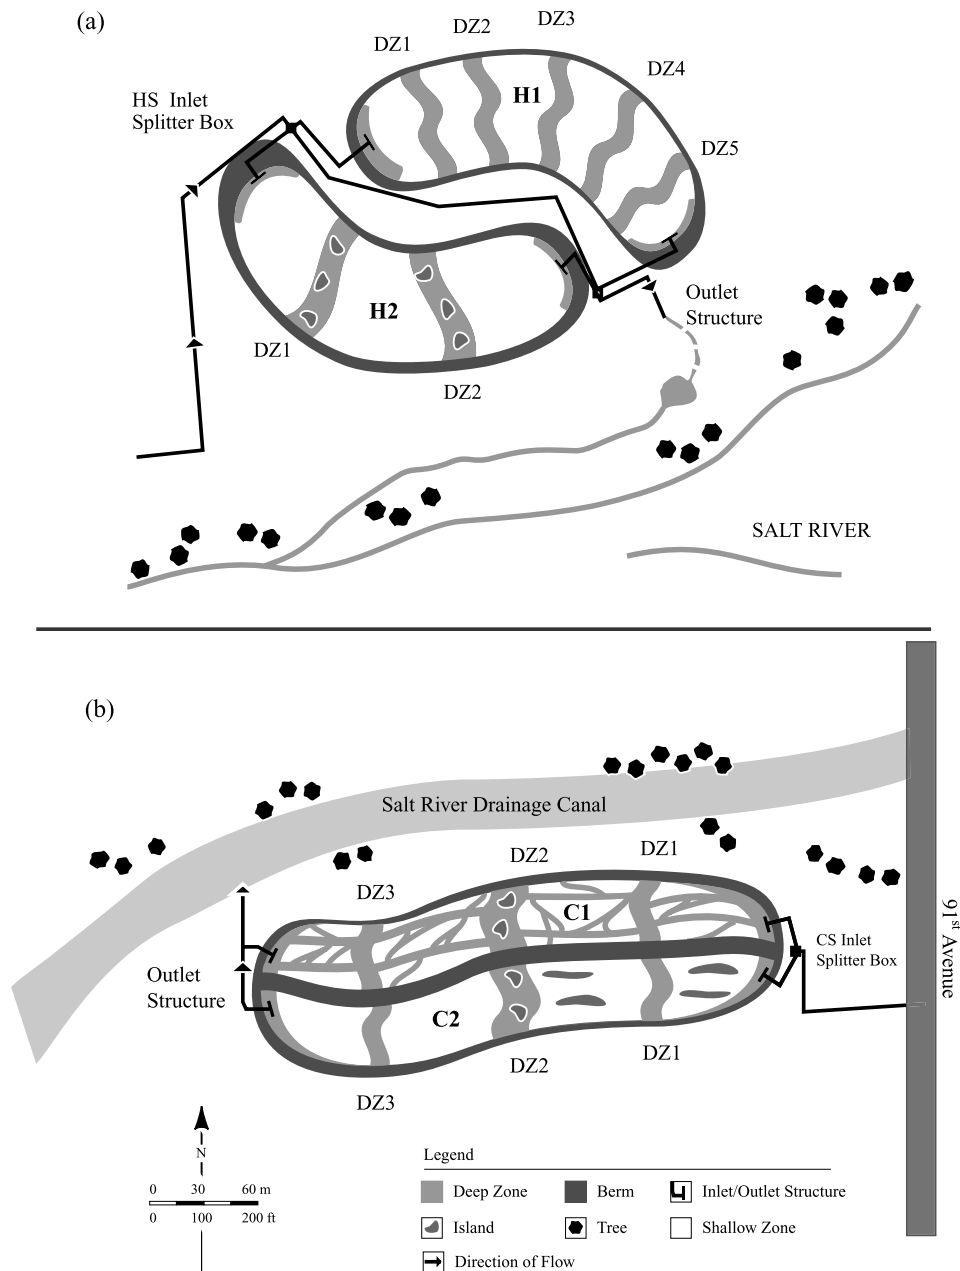 (a)
DZ1
DZ2
DZ3
DZ4
DZ5
HS Inlet
Splitter Box
H1
H2
DZ1
DZ2
Outlet
Structure
SALT RIVER
(b)
Salt River Drainage Canal
DZ3
DZ2
DZ1
C1
C2
CS Inlet
Splitter Box
91st Avenue
Outlet
Structure
DZ3
DZ2
DZ1
N
0 30 60 m
0 100 200 ft
Legend
Deep Zone
Berm
Inlet/Outlet Structure
Island
Tree
Shallow Zone
Direction of Flow